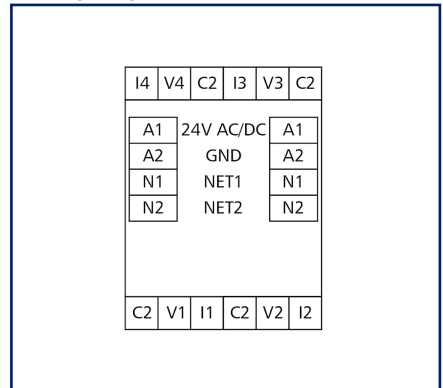 I4 V4 C2 I3 V3 C2
A1 24V AC/DC A1
A2 GND A2
N1 NET1 N1
N2 NET2 N2
C2 V1 I1 C2 V2 I2